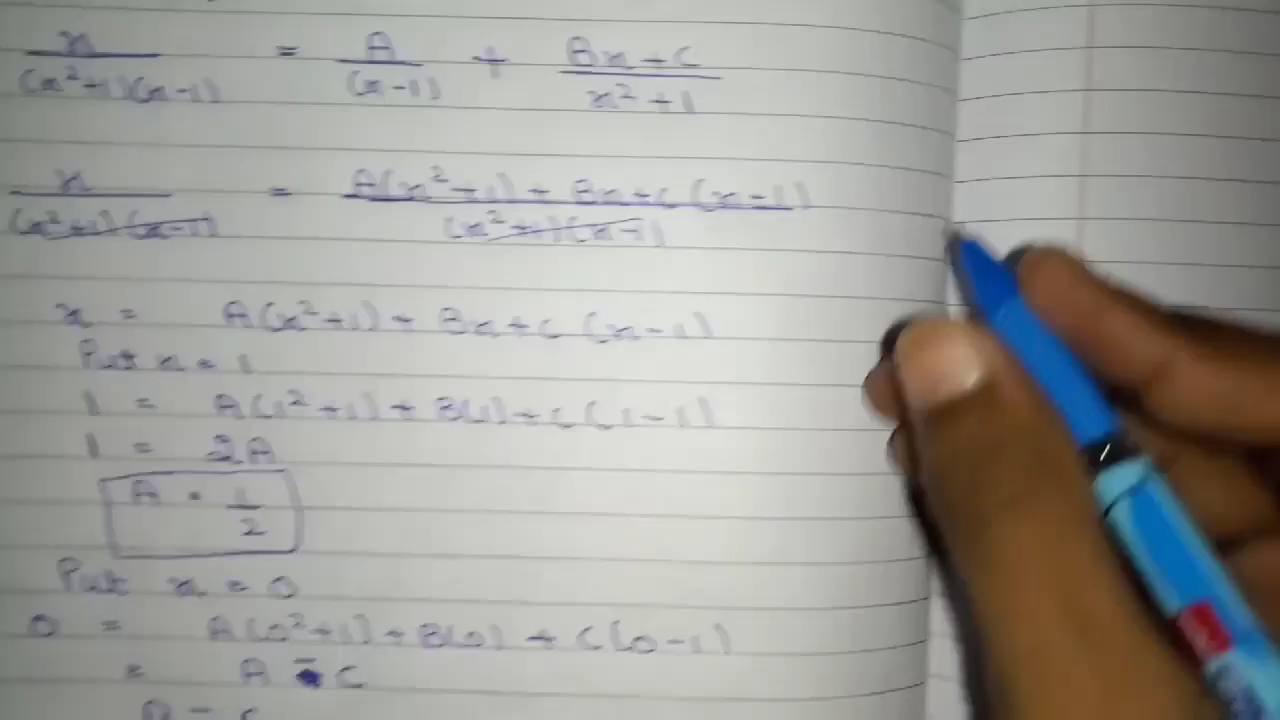 x/((x²+1)(x-1)) = A/(x-1) + Bx+C/x²+1
x/((x²+1)(x-1)) = A(x²+1) + Bx+C (x-1)/(x²+1)(x-1)
x = A(x²+1) + Bx+C (x-1)
Put x = 1
1 = A(1²+1) + B(1)+C(1-1)
1 = 2A
A = 1/2
Put x = 0
0 = A(0²+1)+B(0) + C(0-1)
= A - C